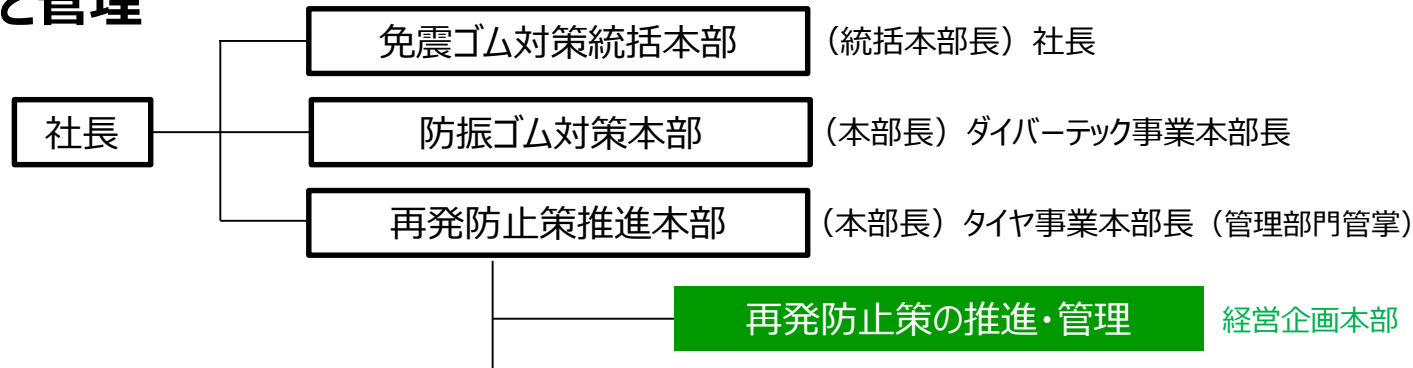 と管理
免震ゴム対策統括本部 （統括本部長）社長
社長
防振ゴム対策本部 （本部長）ダイバーテック事業本部長
再発防止策推進本部 （本部長）タイヤ事業本部長（管理部門管掌）
再発防止策の推進・管理 経営企画本部